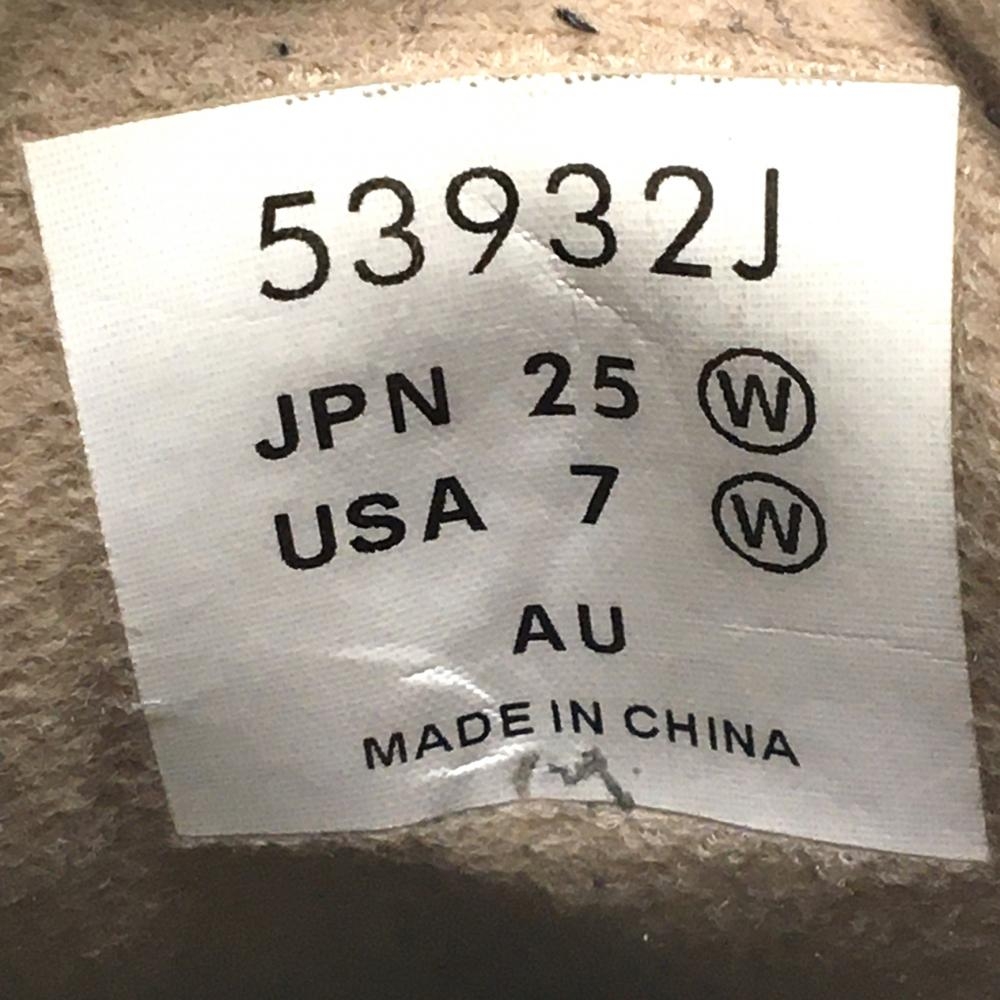 53932J
JPN 25 Ⓦ
USA 7 Ⓦ
AU
MADE IN CHINA